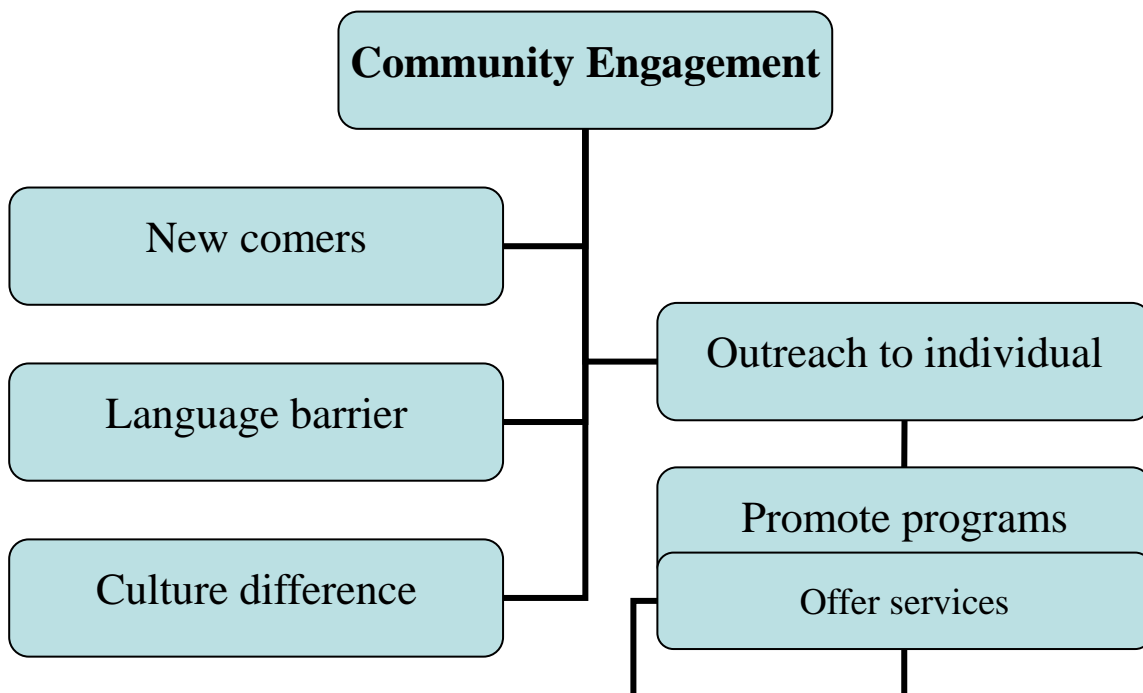 Community Engagement
New comers
Outreach to individual
Language barrier
Promote programs
Culture difference
Offer services